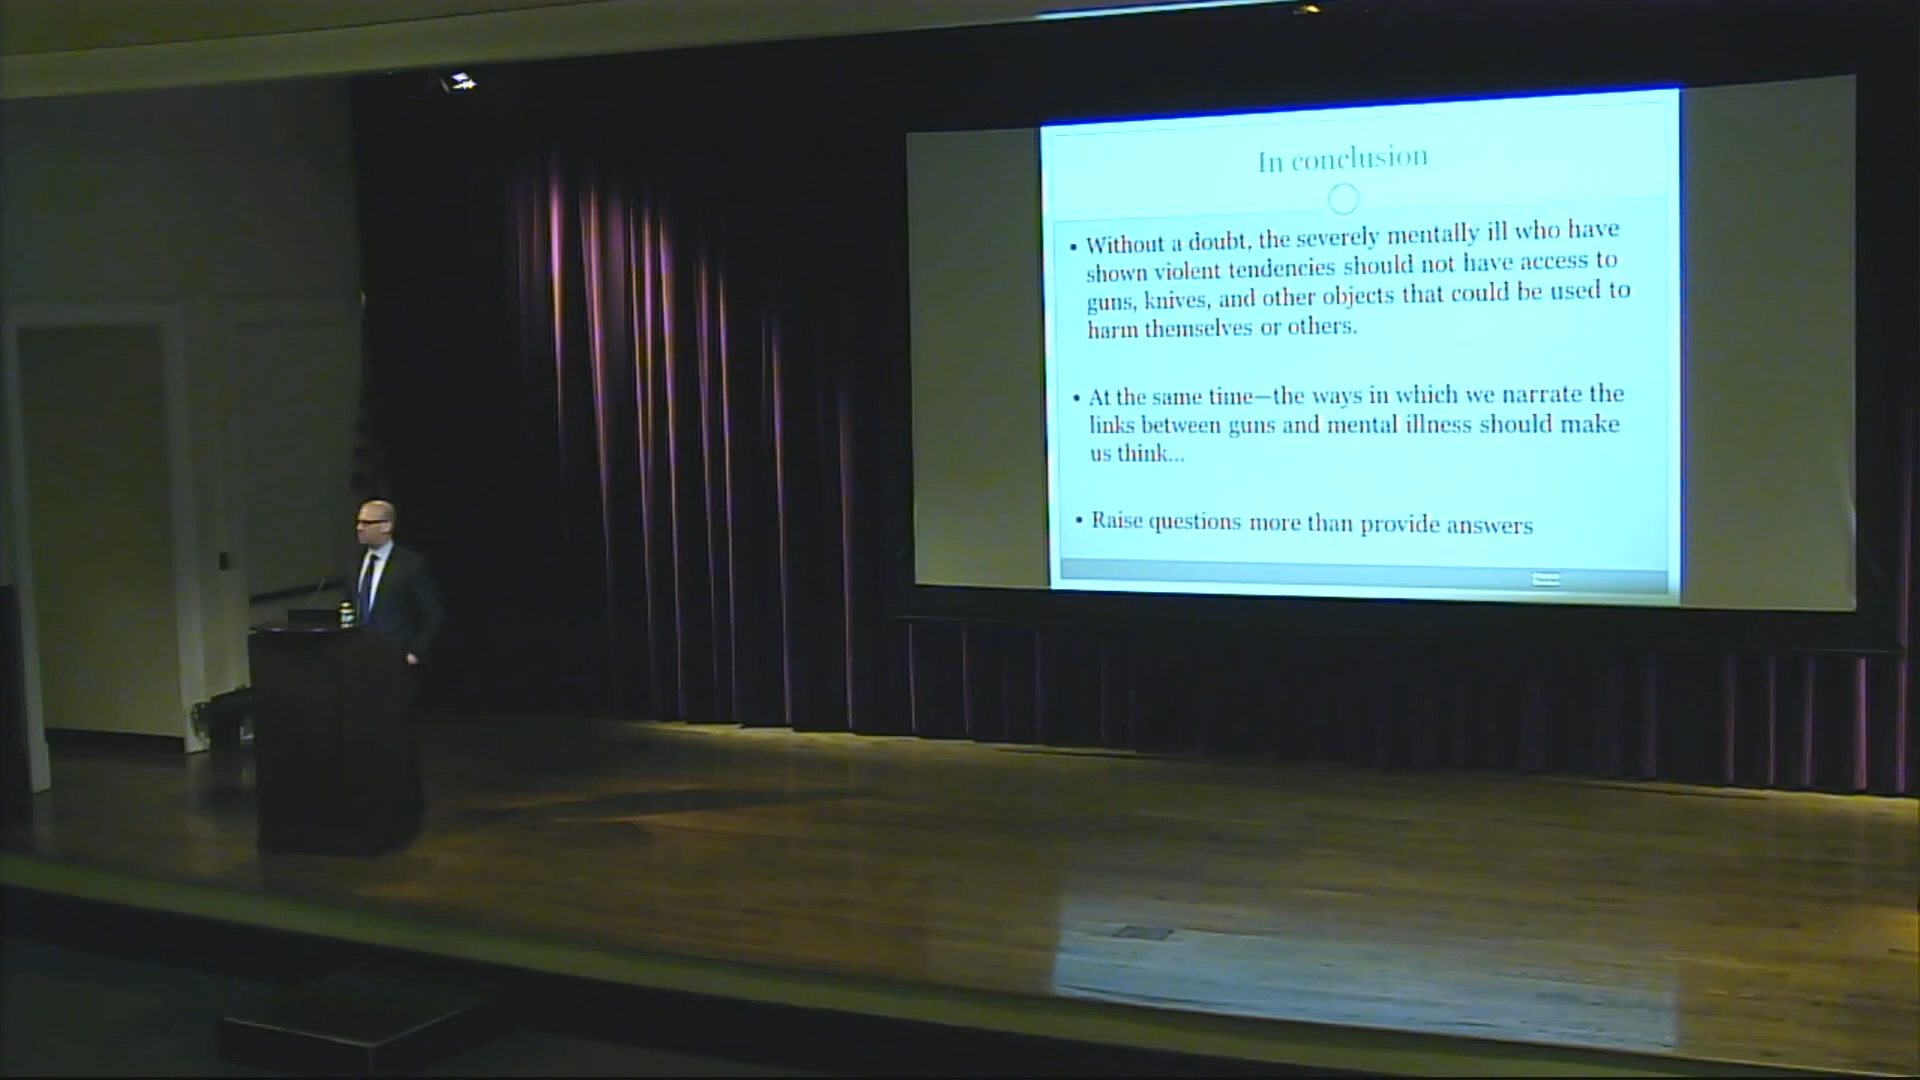 In conclusion
• Without a doubt, the severely mentally ill who have
shown violent tendencies should not have access to
guns, knives, and other objects that could be used to
harm themselves or others.
• At the same time—the ways in which we narrate the
links between guns and mental illness should make
us think...
• Raise questions more than provide answers